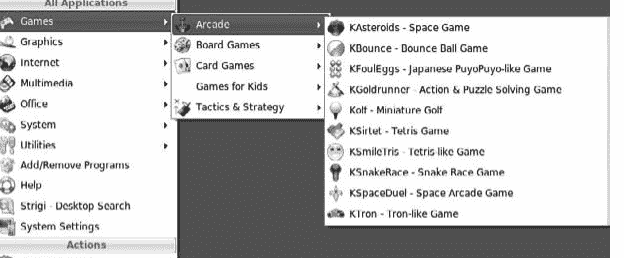 All Applications
Games
Graphics
Internet
Multimedia
Office
System
Utilities
Add/Remove Programs
Help
Strigi - Desktop Search
System Settings
Actions
Arcade
Board Games
Card Games
Games for Kids
Tactics & Strategy
KAsteroids - Space Game
KBounce - Bounce Ball Game
KFoulEggs - Japanese PuyoPuyo-like Game
KGoldrunner - Action & Puzzle Solving Game
Kolf - Miniature Golf
KSirtet - Tetris Game
KSmileTris - Tetris-like Game
KSnakeRace - Snake Race Game
KSpaceDuel - Space Arcade Game
KTron - Tron-like Game